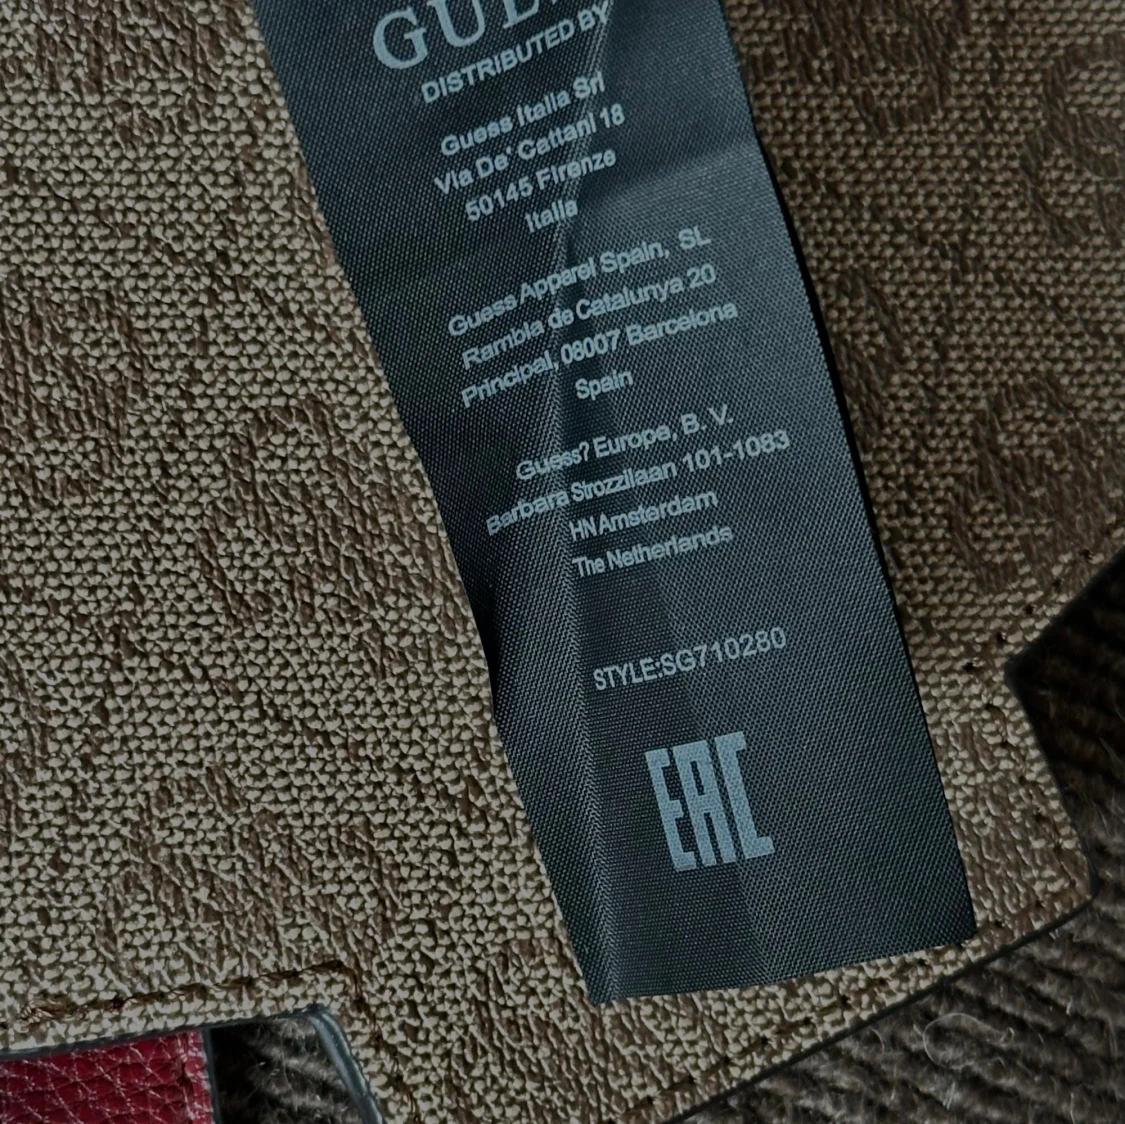 DISTRIBUTED BY
Guess Italia Srl
Via De' Cattani 18
50145 Firenze
Italia
Guess Apparel Spain, SL
Rambla de Catalunya 20
Principal, 08007 Barcelona
Spain
Guess? Europe, B. V.
Barbara Strozzilaan 101-1083
HN Amsterdam
The Netherlands
STYLE:SG710280
EAC